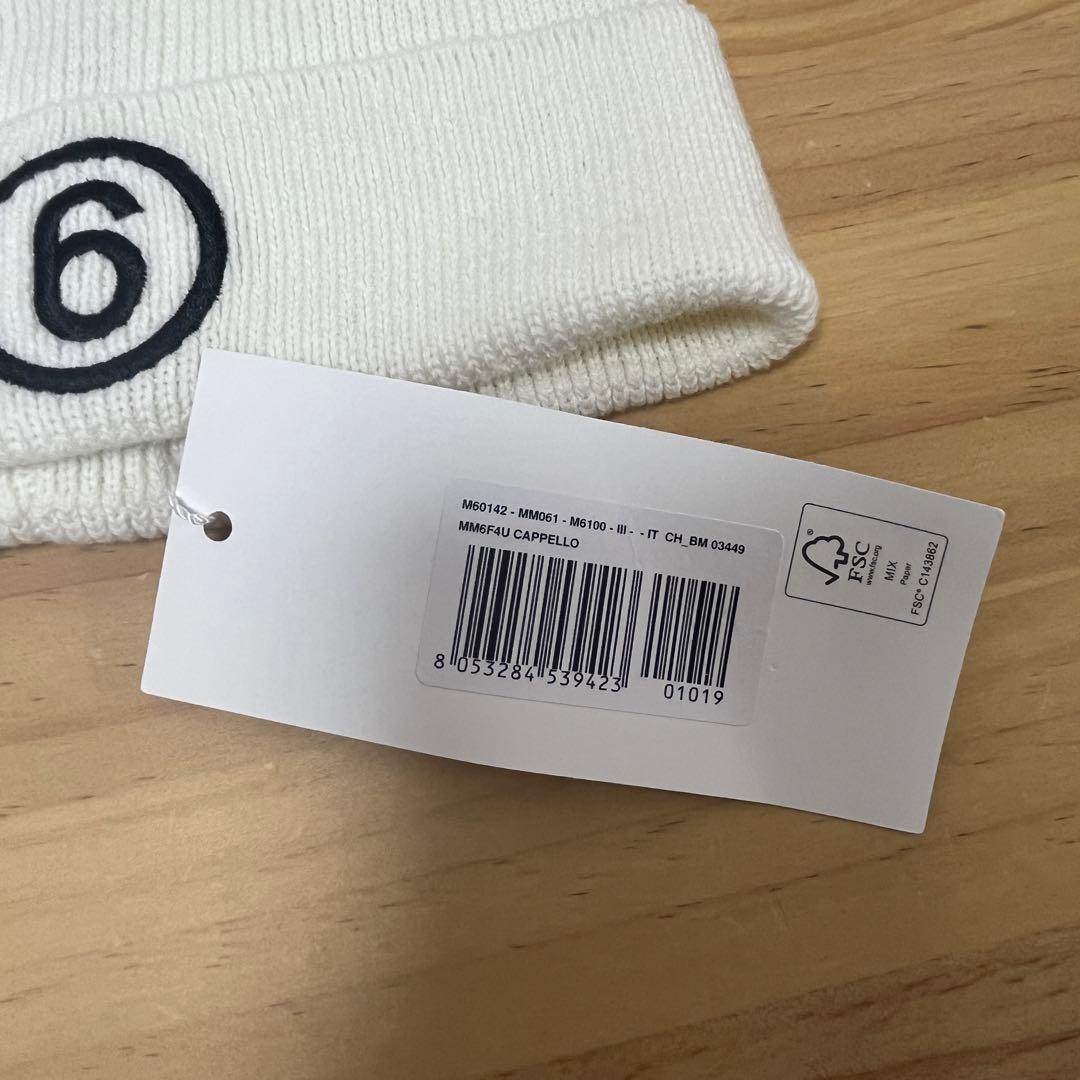 6
M60142 - MM061 - M6100 - III - - IT CH_BM 03449
MM6F4U CAPPELLO
8 053284 539423 01019
®
FSC
www.fsc.org
MIX
Paper
FSC® C143862